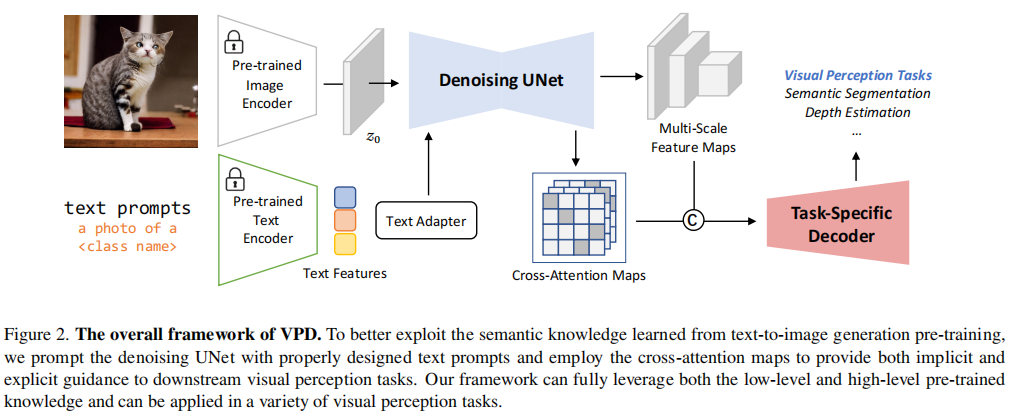 Pre-trained
Image
Encoder
z₀
Denoising UNet
Multi-Scale
Feature Maps
Visual Perception Tasks
Semantic Segmentation
Depth Estimation
...
text prompts
a photo of a
<class name>
Pre-trained
Text
Encoder
Text Features
Text Adapter
Cross-Attention Maps
C
Task-Specific
Decoder
Figure 2. The overall framework of VPD. To better exploit the semantic knowledge learned from text-to-image generation pre-training,
we prompt the denoising UNet with properly designed text prompts and employ the cross-attention maps to provide both implicit and
explicit guidance to downstream visual perception tasks. Our framework can fully leverage both the low-level and high-level pre-trained
knowledge and can be applied in a variety of visual perception tasks.